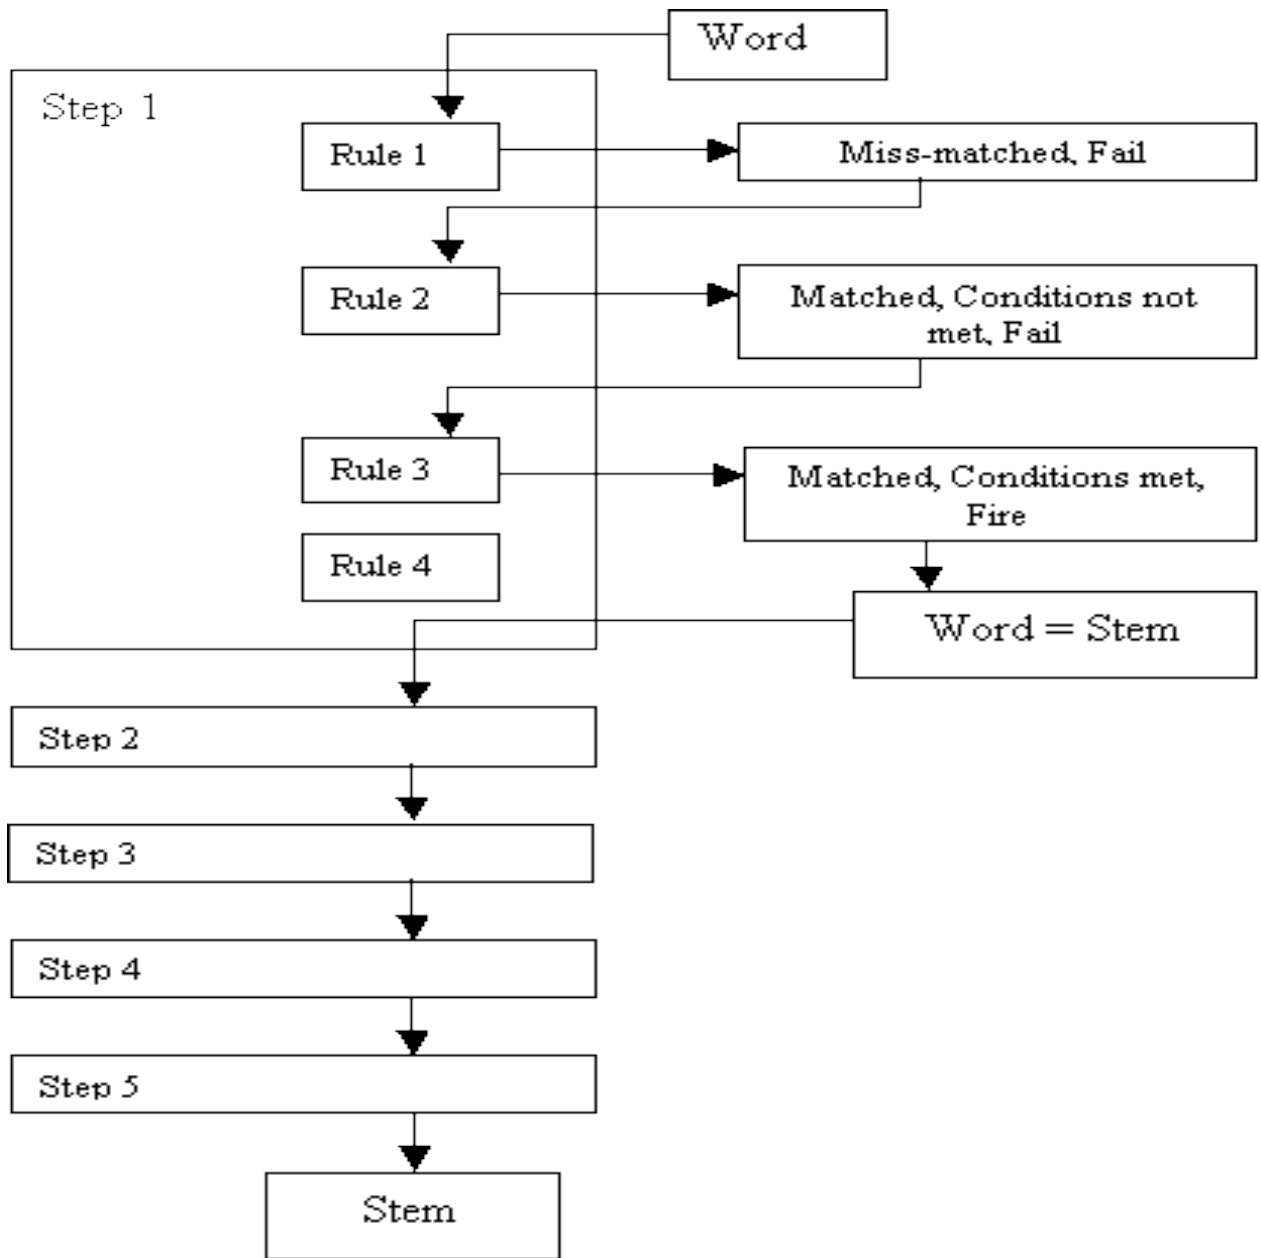 Word
Step 1
Rule 1
Miss-matched, Fail
Rule 2
Matched, Conditions not
met, Fail
Rule 3
Matched, Conditions met,
Fire
Rule 4
Word = Stem
Step 2
Step 3
Step 4
Step 5
Stem